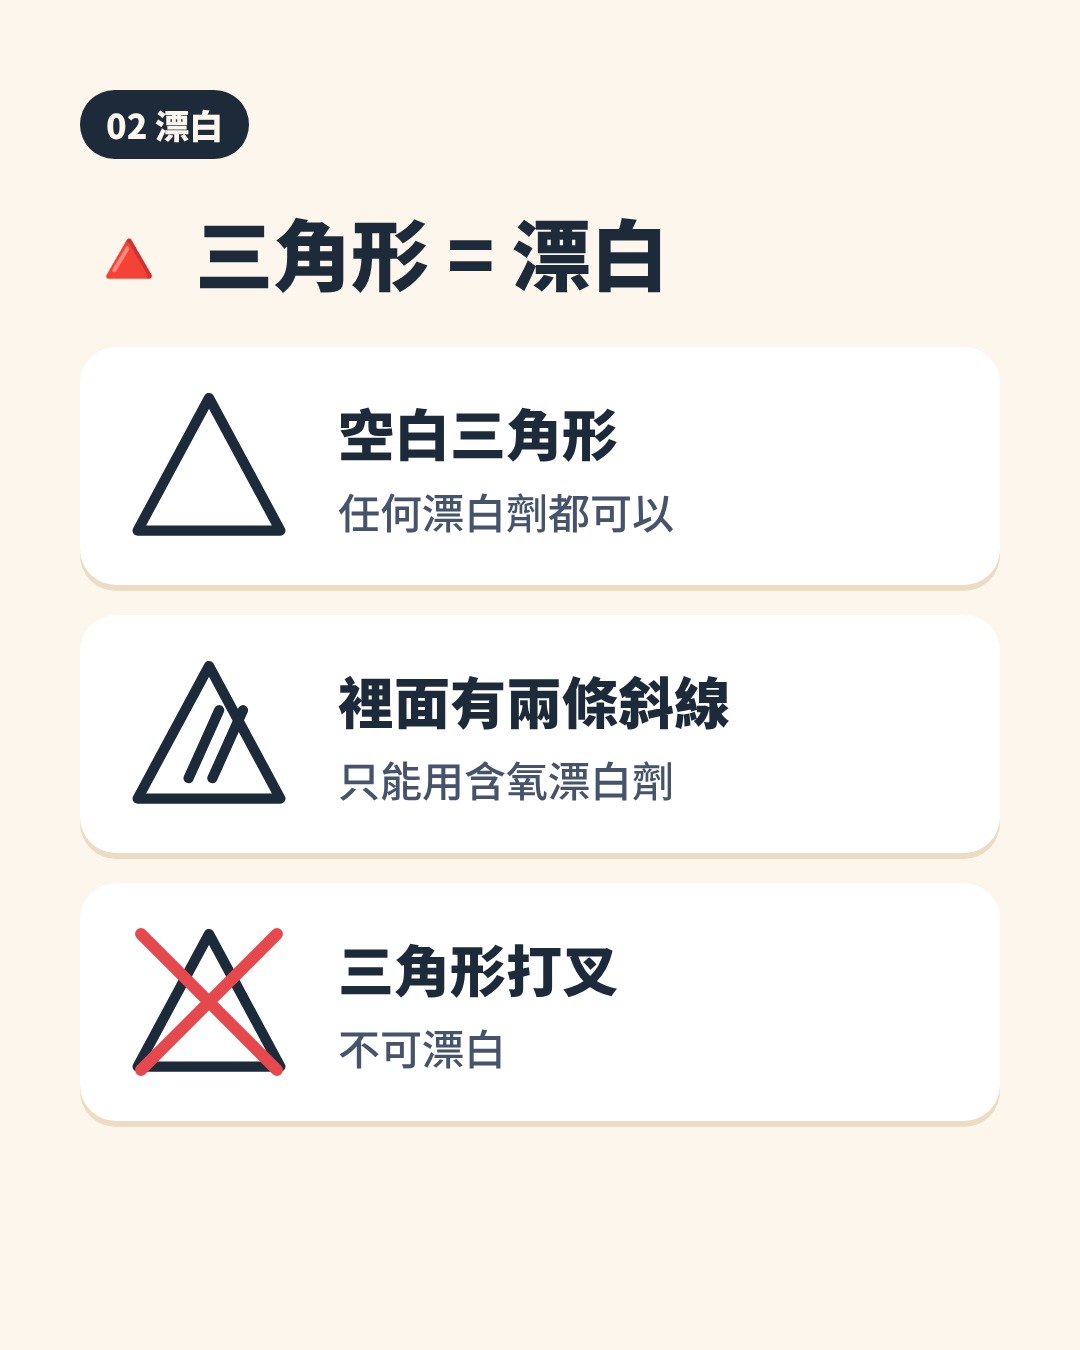 02 漂白
三角形 = 漂白
空白三角形
任何漂白劑都可以
裡面有兩條斜線
只能用含氧漂白劑
三角形打叉
不可漂白